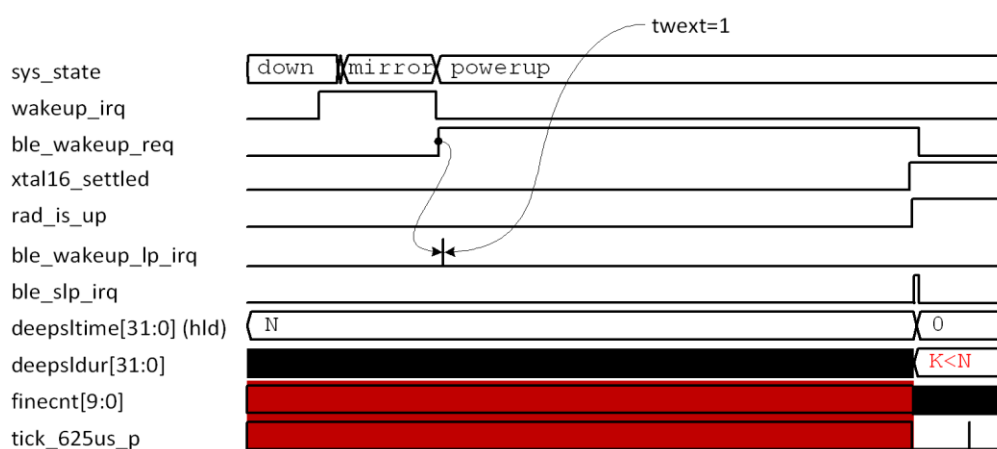 twext=1
sys_state down mirror powerup
wakeup_irq
ble_wakeup_req
xtal16_settled
rad_is_up
ble_wakeup_lp_irq
ble_slp_irq
deepsltime[31:0] (hld) N 0
deepsldur[31:0] K<N
finecnt[9:0]
tick_625us_p